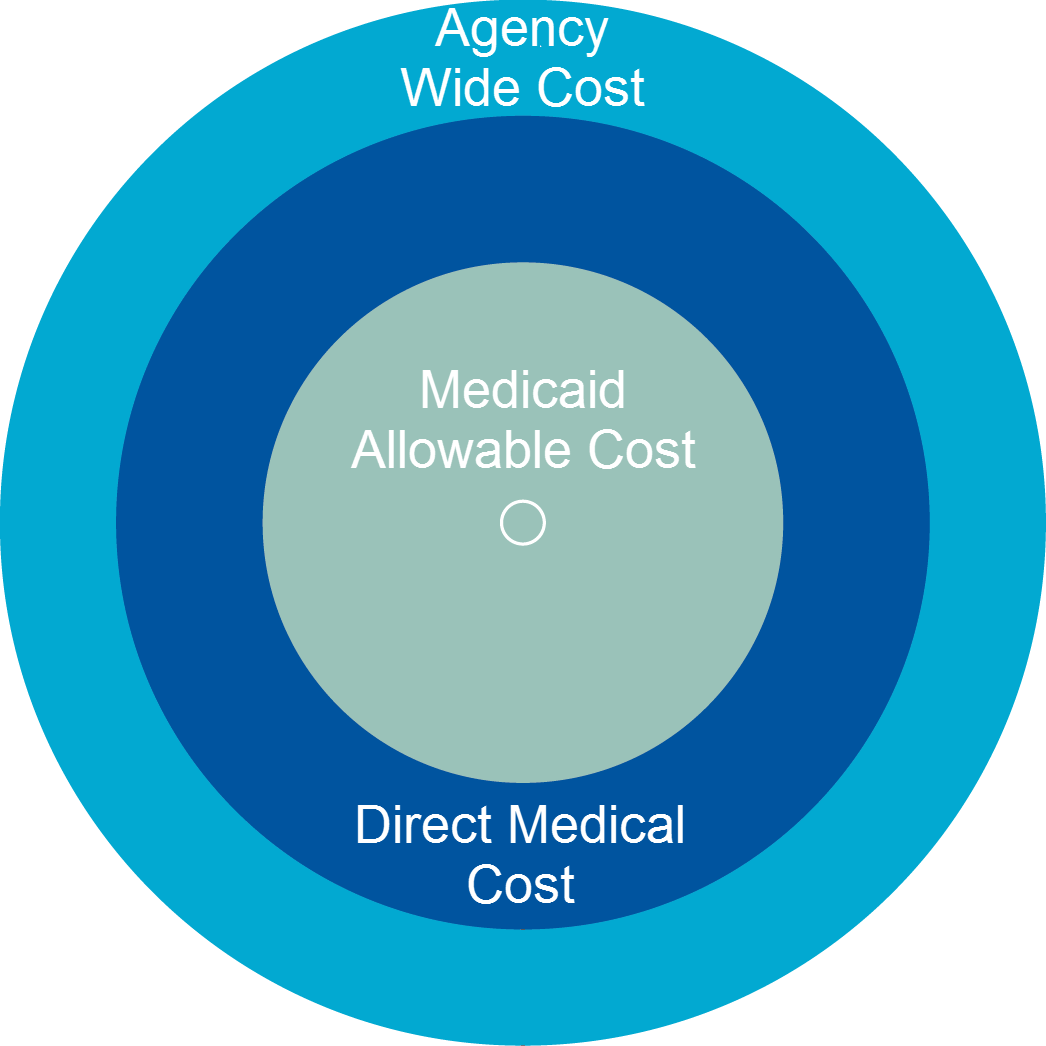 Agency
Wide Cost
Medicaid
Allowable Cost
Direct Medical
Cost